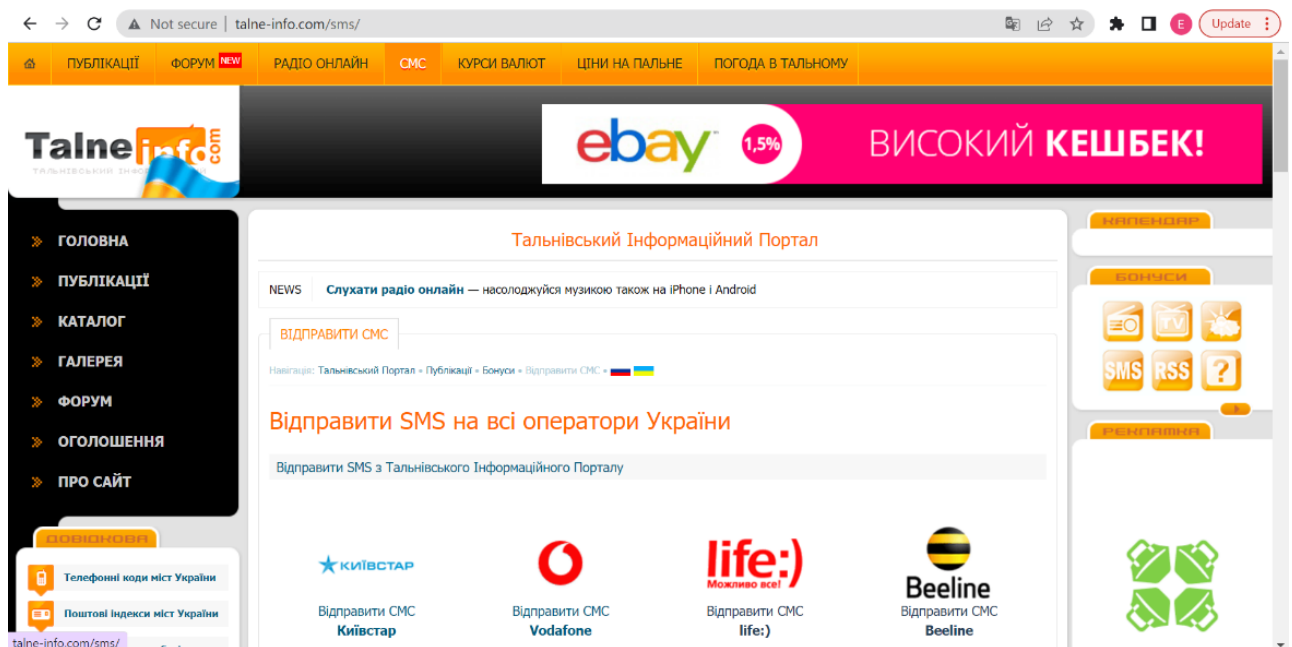 Not secure | talne-info.com/sms/
E
Update
ПУБЛІКАЦІЇ
ФОРУМ NEW
РАДІО ОНЛАЙН
СМС
КУРСИ ВАЛЮТ
ЦІНИ НА ПАЛЬНЕ
ПОГОДА В ТАЛЬНОМУ
Talne info com
ebay 1,5% ВИСОКИЙ КЕШБЕК!
ГОЛОВНА
ПУБЛІКАЦІЇ
КАТАЛОГ
ГАЛЕРЕЯ
ФОРУМ
ОГОЛОШЕННЯ
ПРО САЙТ
ДОВІДКОВА
Телефонні коди міст України
Поштові індекси міст України
talne-info.com/sms/
Тальнівський Інформаційний Портал
NEWS Слухати радіо онлайн — насолоджуйся музикою також на iPhone і Android
ВІДПРАВИТИ СМС
Навігація: Тальнівський Портал » Публікації » Бонуси » Відправити СМС »
Відправити SMS на всі оператори України
Відправити SMS з Тальнівського Інформаційного Порталу
КИЇВСТАР
Відправити СМС
Київстар
Відправити СМС
Vodafone
life:)
Можливо все!
Відправити СМС
life:)
Beeline
Відправити СМС
Beeline
КАЛЕНДАР
БОНУСИ
TV
SMS RSS ?
РЕКЛАМКА